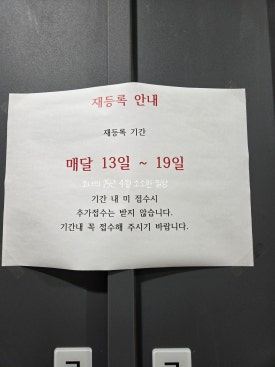 재등록 안내
재등록 기간
매달 13일 ~ 19일
기간 내 미 접수시
추가접수는 받지 않습니다.
기간내 꼭 접수해 주시기 바랍니다.